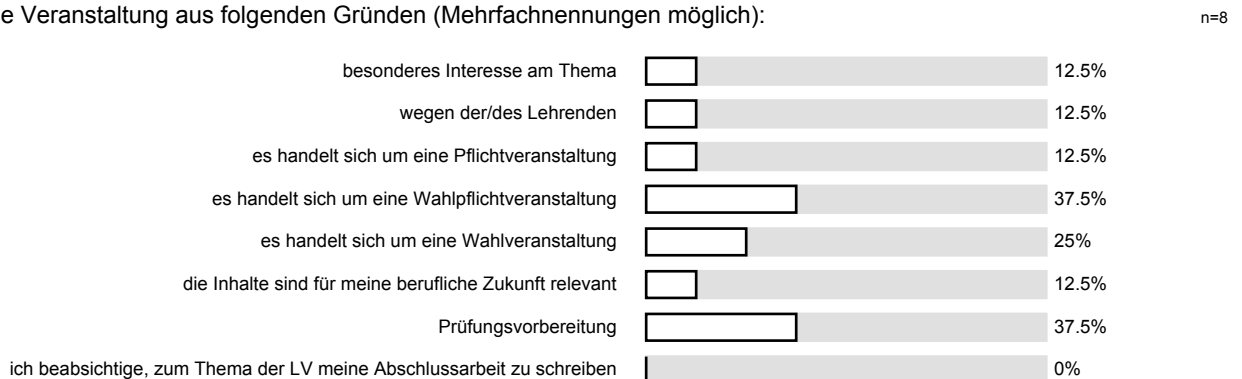 e Veranstaltung aus folgenden Gründen (Mehrfachnennungen möglich): n=8
besonderes Interesse am Thema 12.5%
wegen der/des Lehrenden 12.5%
es handelt sich um eine Pflichtveranstaltung 12.5%
es handelt sich um eine Wahlpflichtveranstaltung 37.5%
es handelt sich um eine Wahlveranstaltung 25%
die Inhalte sind für meine berufliche Zukunft relevant 12.5%
Prüfungsvorbereitung 37.5%
ich beabsichtige, zum Thema der LV meine Abschlussarbeit zu schreiben 0%